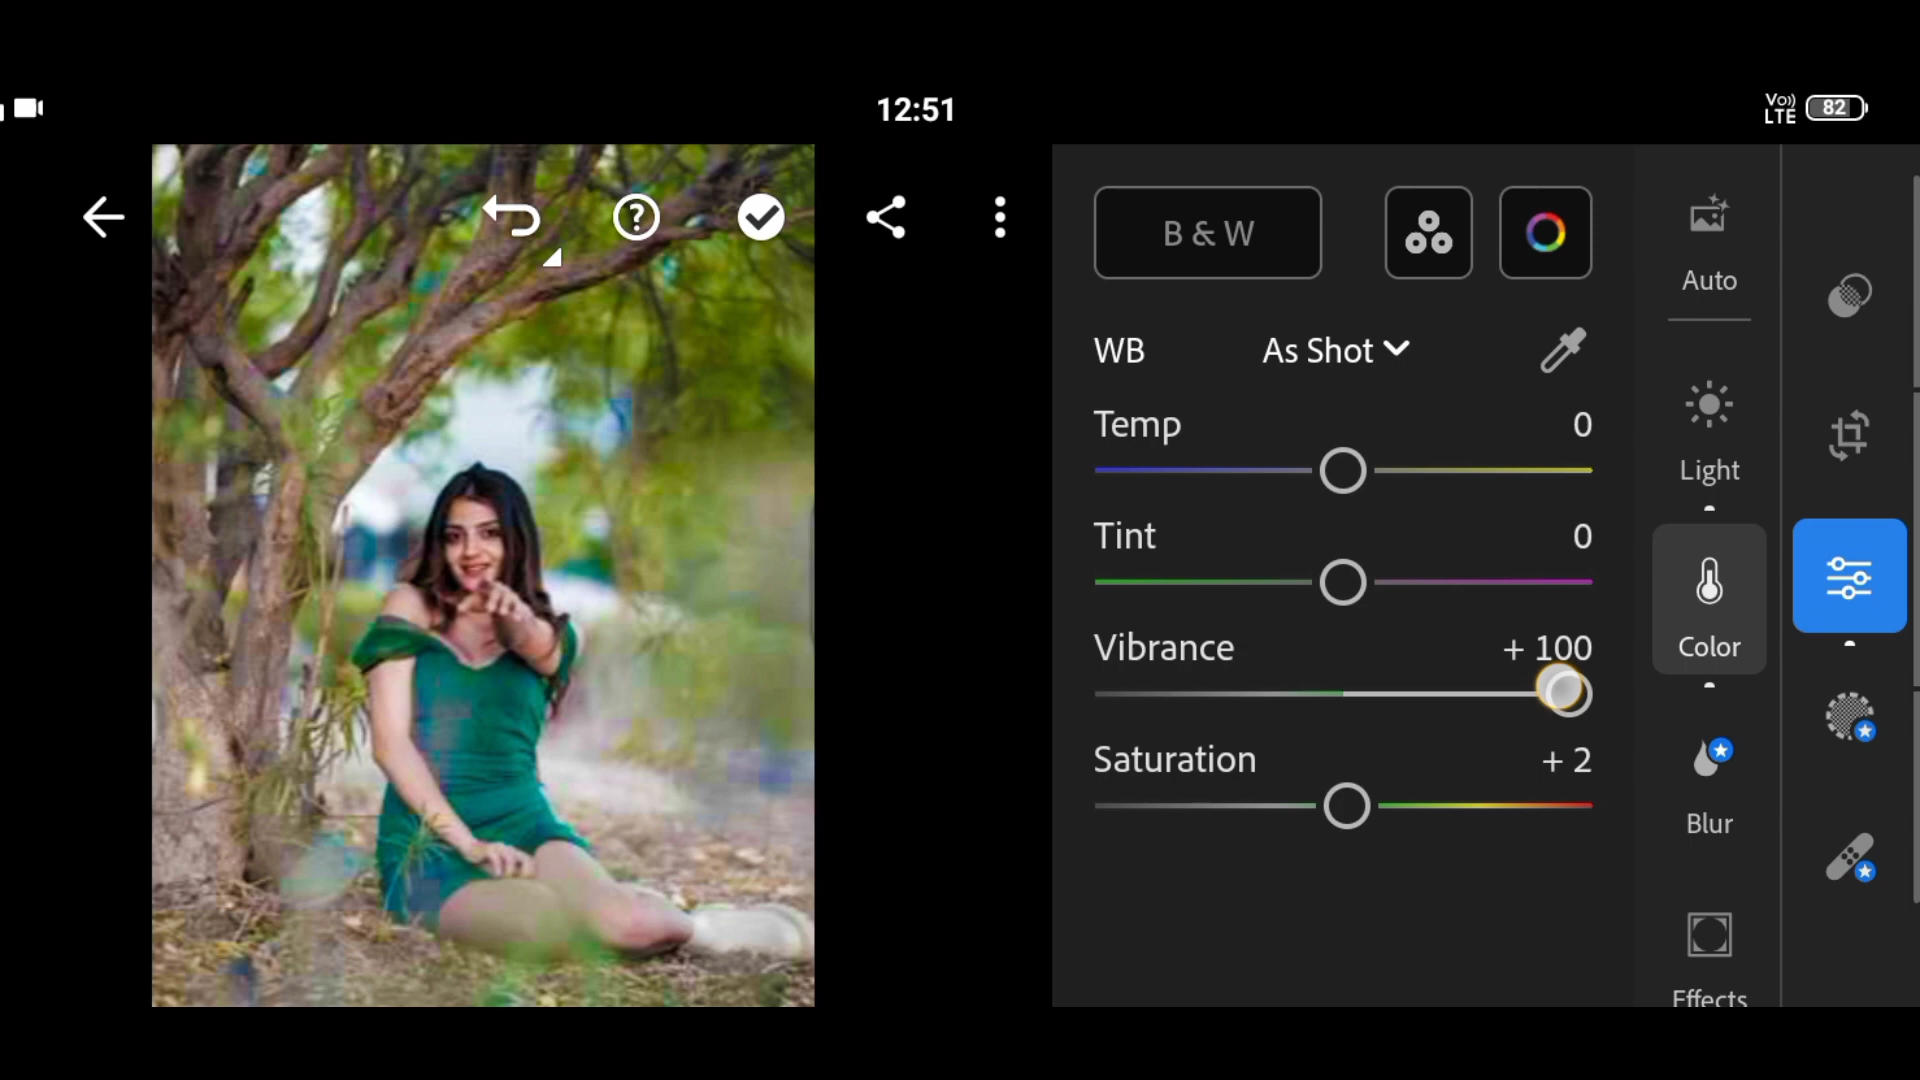 12:51
Vo)) LTE
82
B & W
WB As Shot
Temp 0
Tint 0
Vibrance + 100
Saturation + 2
Auto
Light
Color
Blur
Effects